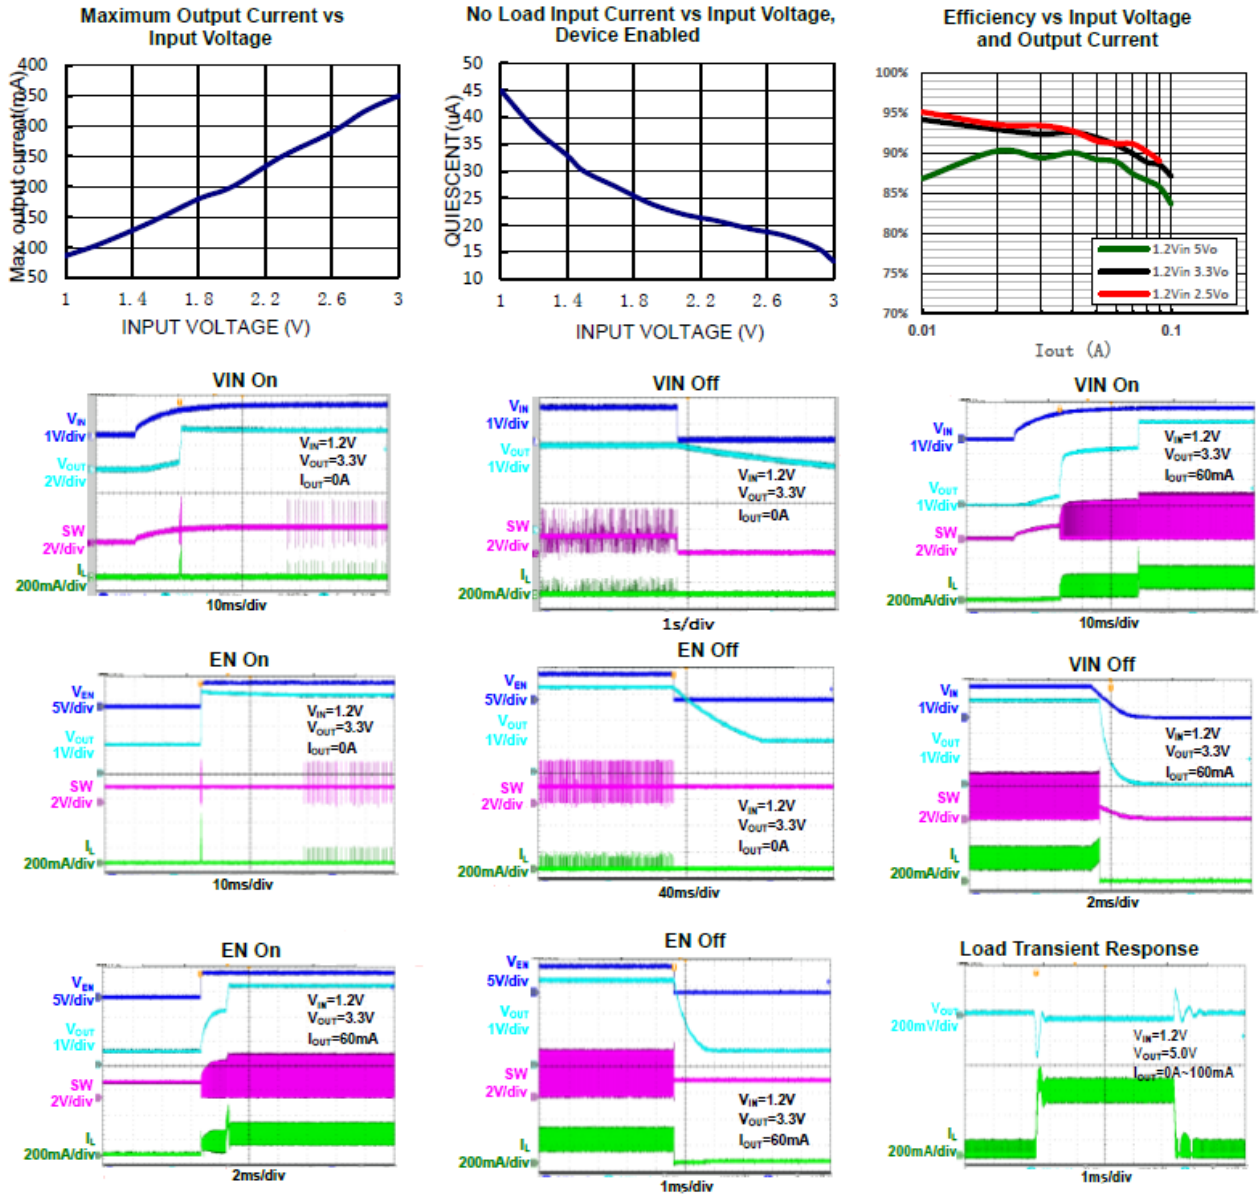 Maximum Output Current vs
Input Voltage
400
350
300
250
200
150
100
50
Max. output current(mA)
1 1.4 1.8 2.2 2.6 3
INPUT VOLTAGE (V)
No Load Input Current vs Input Voltage,
Device Enabled
50
45
40
35
30
25
20
15
10
QUIESCENT(uA)
1 1.4 1.8 2.2 2.6 3
INPUT VOLTAGE (V)
Efficiency vs Input Voltage
and Output Current
100%
95%
90%
85%
80%
75%
70%
1.2Vin 5Vo
1.2Vin 3.3Vo
1.2Vin 2.5Vo
0.01 0.1
Iout (A)
VIN On
VIN
1V/div
VOUT
2V/div
SW
2V/div
IL
200mA/div
VIN=1.2V
VOUT=3.3V
IOUT=0A
10ms/div
VIN Off
VIN
1V/div
VOUT
1V/div
SW
2V/div
IL
200mA/div
VIN=1.2V
VOUT=3.3V
IOUT=0A
1s/div
VIN On
VIN
1V/div
VOUT
1V/div
SW
2V/div
IL
200mA/div
VIN=1.2V
VOUT=3.3V
IOUT=60mA
10ms/div
EN On
VEN
5V/div
VOUT
1V/div
SW
2V/div
IL
200mA/div
VIN=1.2V
VOUT=3.3V
IOUT=0A
10ms/div
EN Off
VEN
5V/div
VOUT
1V/div
SW
2V/div
IL
200mA/div
VIN=1.2V
VOUT=3.3V
IOUT=0A
40ms/div
VIN Off
VIN
1V/div
VOUT
1V/div
SW
2V/div
IL
200mA/div
VIN=1.2V
VOUT=3.3V
IOUT=60mA
2ms/div
EN On
VEN
5V/div
VOUT
1V/div
SW
2V/div
IL
200mA/div
VIN=1.2V
VOUT=3.3V
IOUT=60mA
2ms/div
EN Off
VEN
5V/div
VOUT
1V/div
SW
2V/div
IL
200mA/div
VIN=1.2V
VOUT=3.3V
IOUT=60mA
1ms/div
Load Transient Response
VOUT
200mV/div
IL
200mA/div
VIN=1.2V
VOUT=5.0V
IOUT=0A~100mA
1ms/div